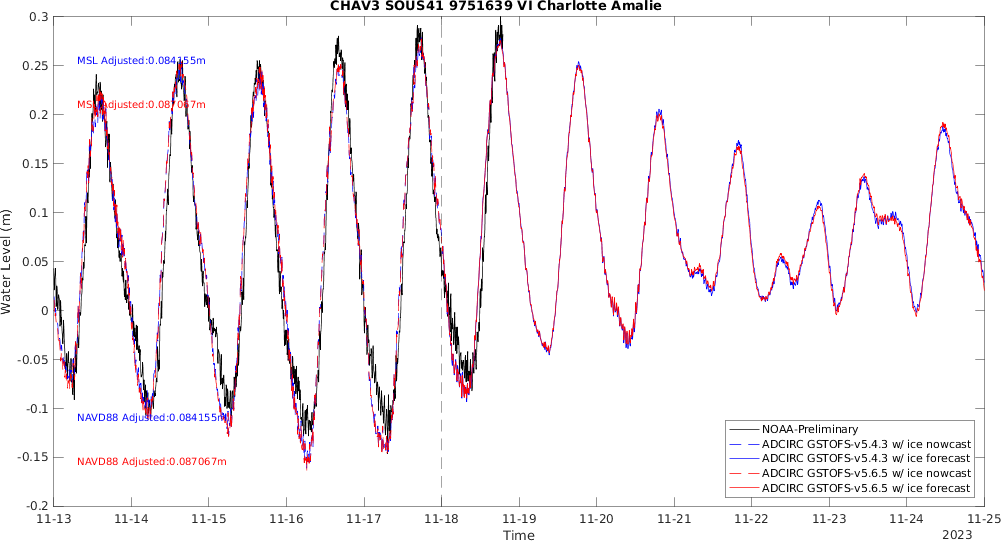 CHAV3 SOUS41 9751639 VI Charlotte Amalie
0.3
0.25
0.2
0.15
0.1
0.05
0
-0.05
-0.1
-0.15
-0.2
Water Level (m)
MSL Adjusted:0.084155m
MSL Adjusted:0.087067m
NAVD88 Adjusted:0.084155m
NAVD88 Adjusted:0.087067m
NOAA-Preliminary
ADCIRC GSTOFS-v5.4.3 w/ ice nowcast
ADCIRC GSTOFS-v5.4.3 w/ ice forecast
ADCIRC GSTOFS-v5.6.5 w/ ice nowcast
ADCIRC GSTOFS-v5.6.5 w/ ice forecast
11-13 11-14 11-15 11-16 11-17 11-18 11-19 11-20 11-21 11-22 11-23 11-24 11-25
Time
2023